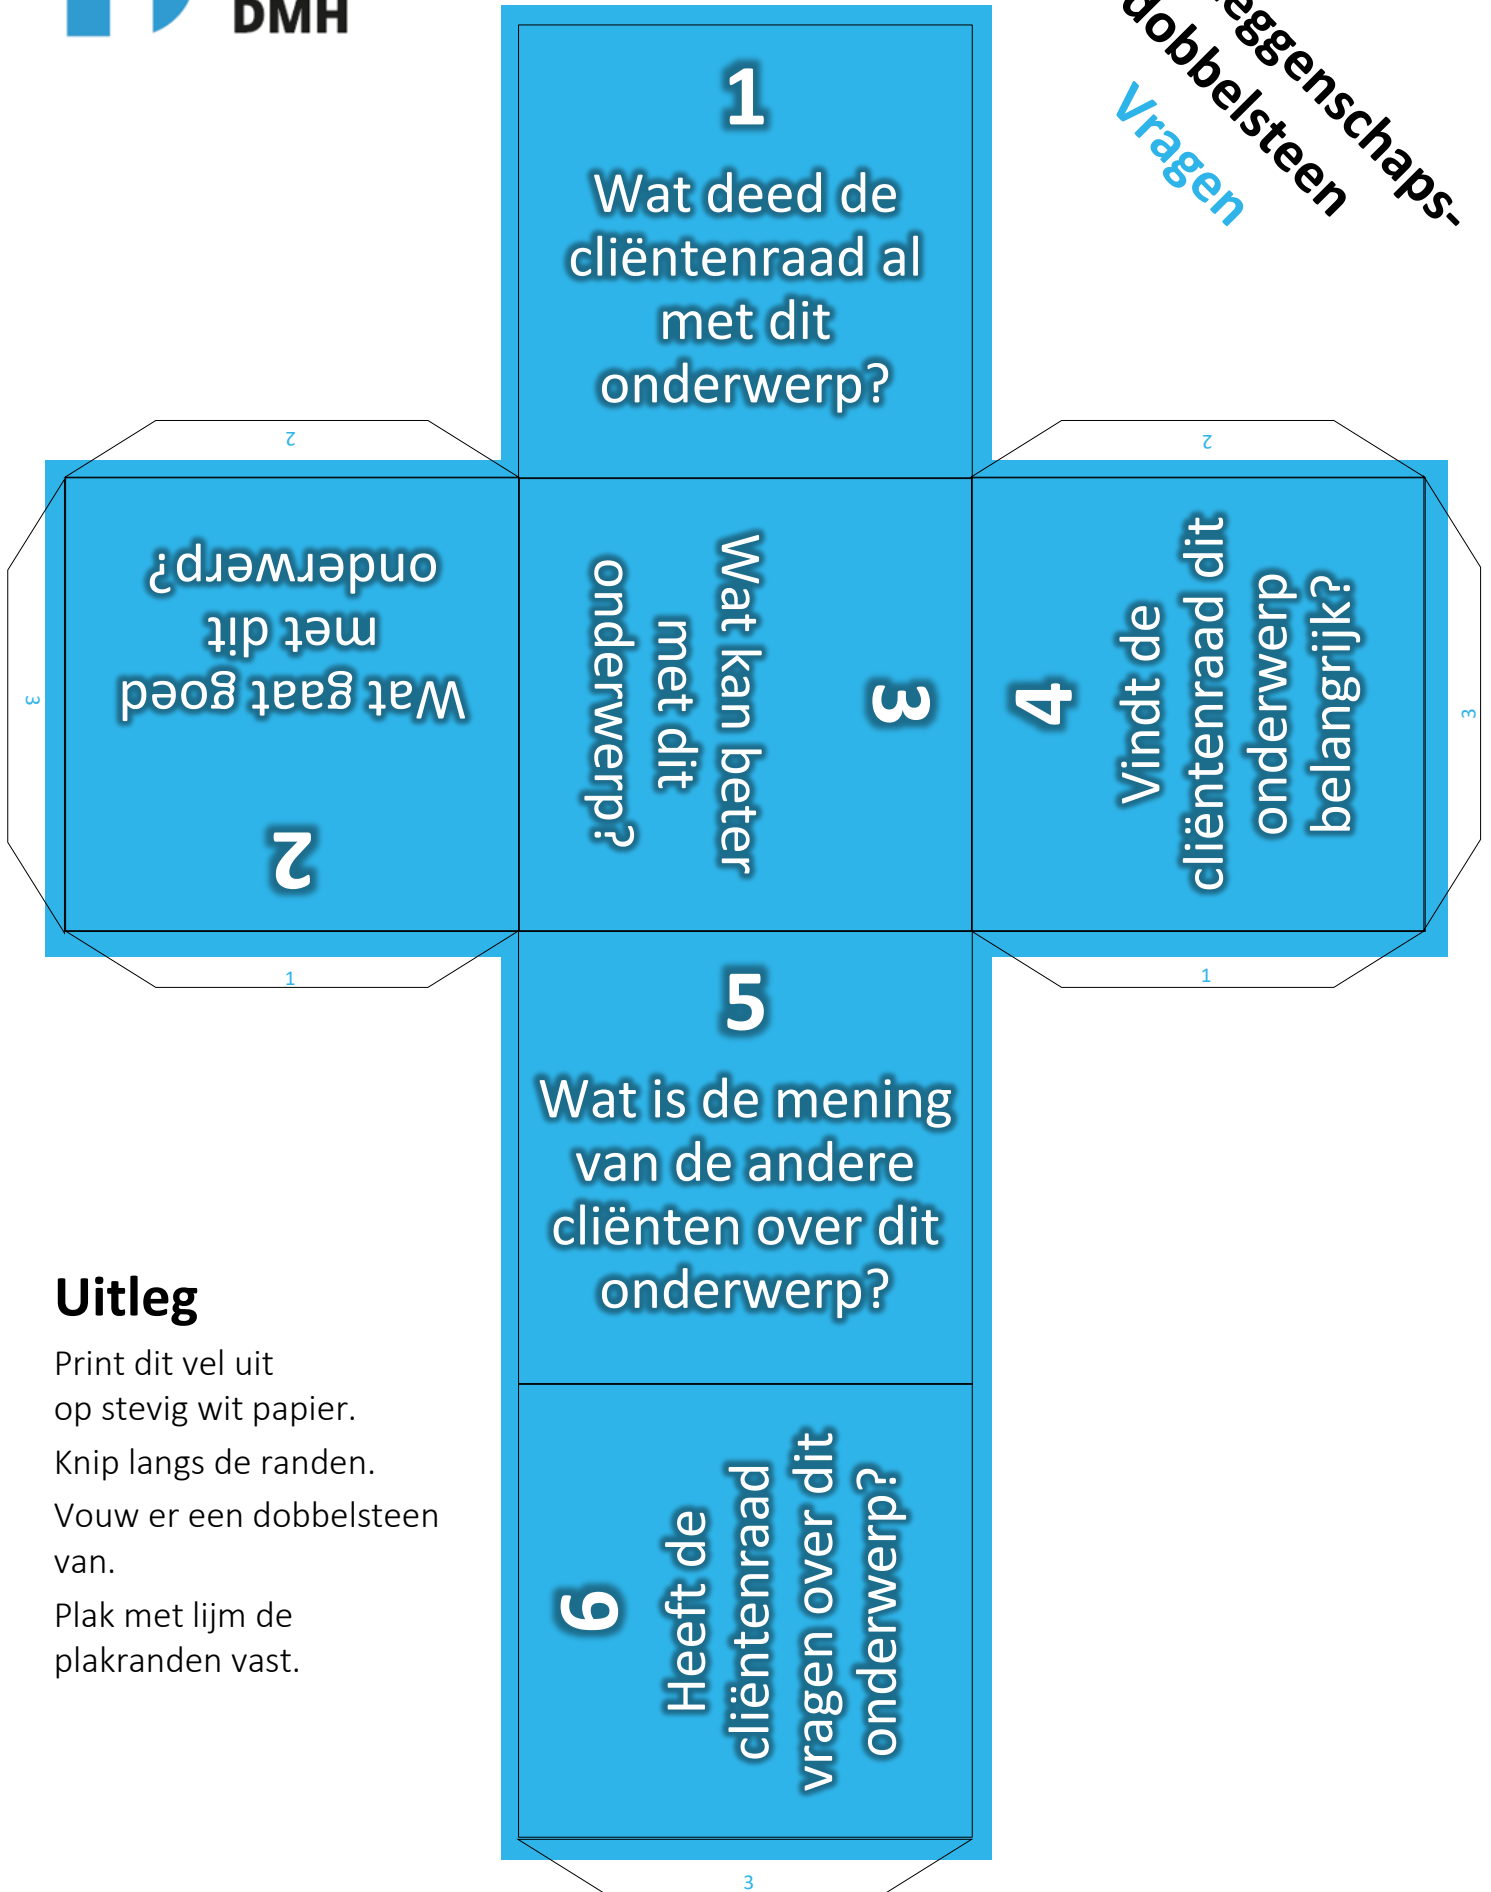 DMH
dobbelsteen
Vragen
1
Wat deed de
cliëntenraad al
met dit
onderwerp?
2
2
Wat gaat goed
met dit
onderwerp?
2
3
Wat kan beter
met dit
onderwerp?
3
4
Vindt de
cliëntenraad dit
onderwerp
belangrijk?
3
1
1
5
Wat is de mening
van de andere
cliënten over dit
onderwerp?
Uitleg
Print dit vel uit
op stevig wit papier.
Knip langs de randen.
Vouw er een dobbelsteen
van.
Plak met lijm de
plakranden vast.
6
Heeft de
cliëntenraad
vragen over dit
onderwerp?
3